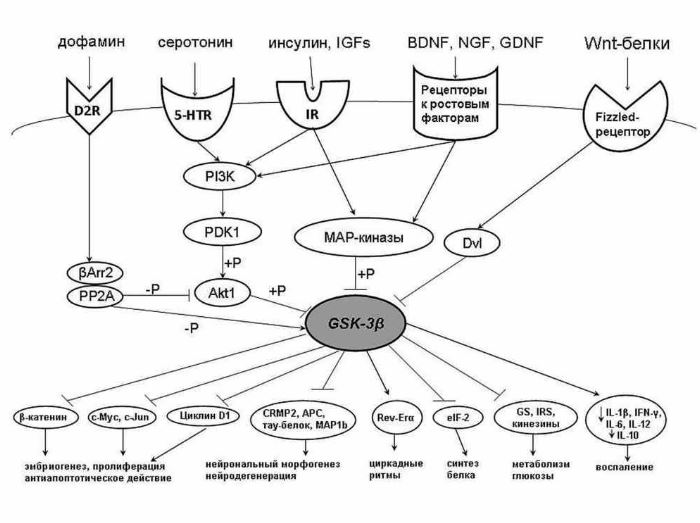 дофамин
серотонин
инсулин, IGFs
BDNF, NGF, GDNF
Wnt-белки
D2R
5-HTR
IR
Рецепторы
к ростовым
факторам
Fizzled-
рецептор
PI3K
PDK1
MAP-киназы
Dvl
+P
+P
βArr2
PP2A
-P
Akt1
+P
-P
GSK-3β
β-катенин
c-Myc, c-Jun
Циклин D1
CRMP2, APC,
тау-белок, MAP1b
Rev-Erα
eIF-2
GS, IRS,
кинезины
↓ IL-1β, IFN-γ,
IL-6, IL-12
↓ IL-10
эмбриогенез, пролиферация
антиапоптотическое действие
нейрональный морфогенез
нейродегенерация
циркадные
ритмы
синтез
белка
метаболизм
глюкозы
воспаление